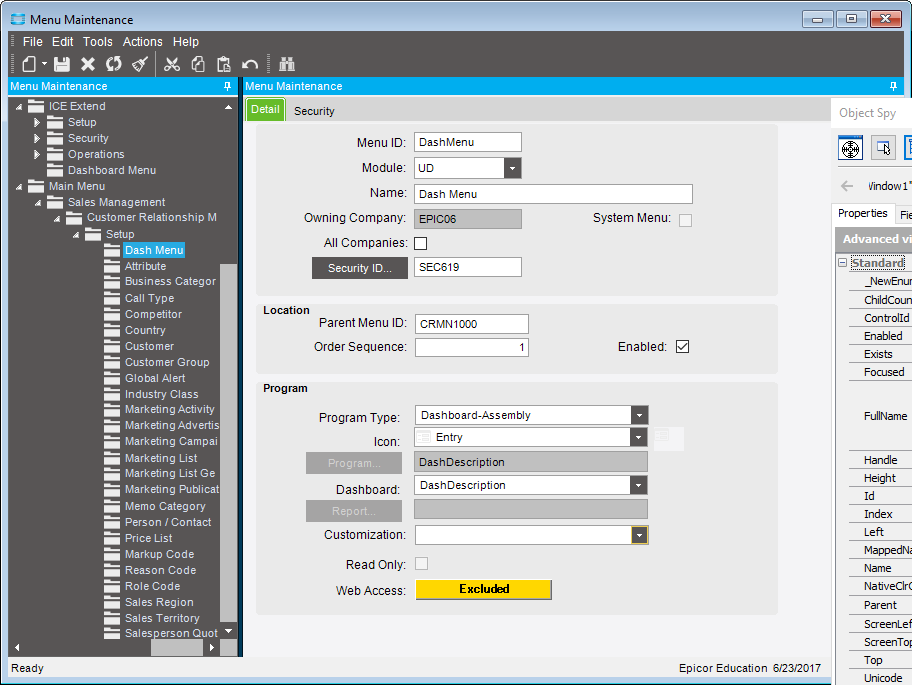 Menu Maintenance
File Edit Tools Actions Help
Menu Maintenance
ICE Extend
Setup
Security
Operations
Dashboard Menu
Main Menu
Sales Management
Customer Relationship M
Setup
Dash Menu
Attribute
Business Categor
Call Type
Competitor
Country
Customer
Customer Group
Global Alert
Industry Class
Marketing Activity
Marketing Advertis
Marketing Campai
Marketing List
Marketing List Ge
Marketing Publicat
Memo Category
Person / Contact
Price List
Markup Code
Reason Code
Role Code
Sales Region
Sales Territory
Salesperson Quot
Menu Maintenance
Detail Security
Menu ID: DashMenu
Module: UD
Name: Dash Menu
Owning Company: EPIC06 System Menu:
All Companies:
Security ID... SEC619
Location
Parent Menu ID: CRMN1000
Order Sequence: 1 Enabled:
Program
Program Type: Dashboard-Assembly
Icon: Entry
Program... DashDescription
Dashboard: DashDescription
Report...
Customization:
Read Only:
Web Access: Excluded
Object Spy
Window1"
Properties Fie
Advanced vi
Standard
_NewEnu
ChildCoun
ControlId
Enabled
Exists
Focused
FullName
Handle
Height
Id
Index
Left
MappedNa
Name
NativeClrO
Parent
ScreenLef
ScreenTop
Top
Unicode
Ready
Epicor Education 6/23/2017